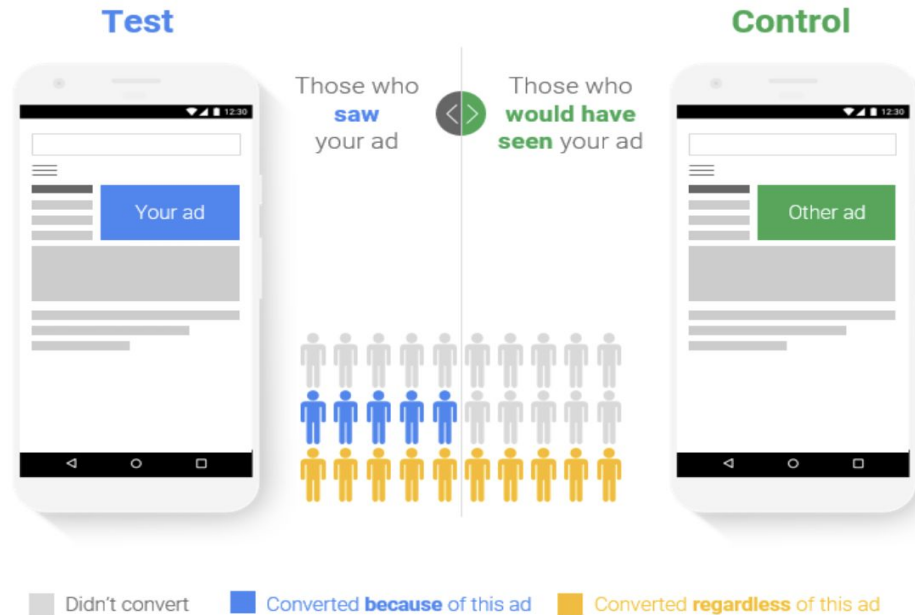 Test
Control
Those who
saw
your ad
Those who
would have
seen your ad
12:30
Your ad
12:30
Other ad
Didn't convert
Converted because of this ad
Converted regardless of this ad